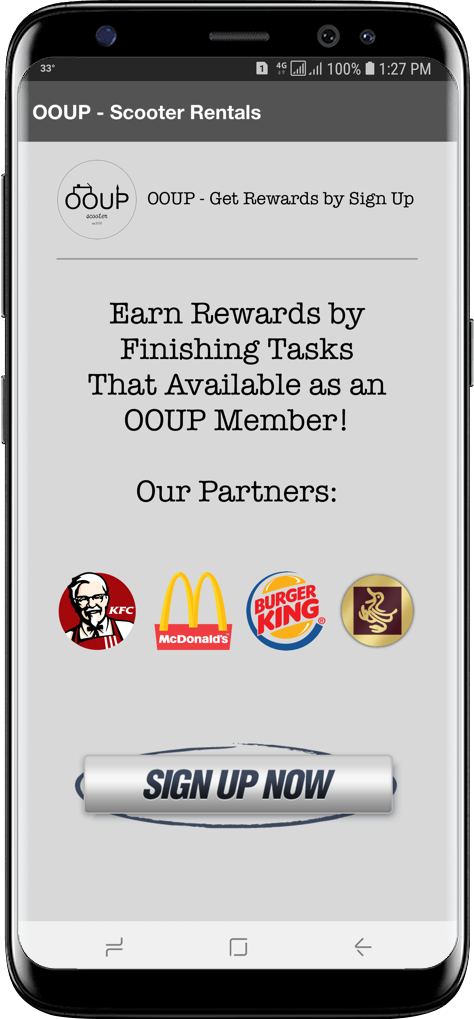 33° 1 4G 100% 1:27 PM
OOUP - Scooter Rentals
OOUP
scooter
OOUP - Get Rewards by Sign Up
Earn Rewards by
Finishing Tasks
That Available as an
OOUP Member!
Our Partners:
KFC
McDonald's
BURGER
KING®
SIGN UP NOW